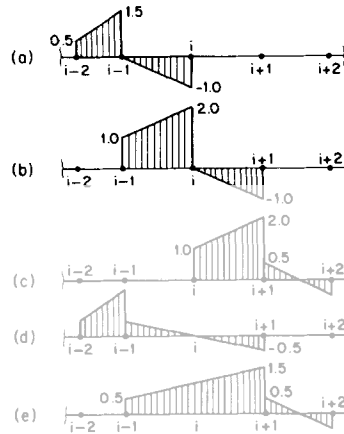 1.5
0.5
(a)
i
i-2 i-1 i+1 i+2
-1.0
2.0
(b)
1.0
i+1 i+2
i-2 i-1 i
-1.0
2.0
1.0
0.5
i-2 i-1 i+2
(c)
i i+1
(d)
i+1 i+2
i-2 i-1 i
-0.5
1.5
0.5 0.5
i+2
(e)
i-2 i-1 i i+1